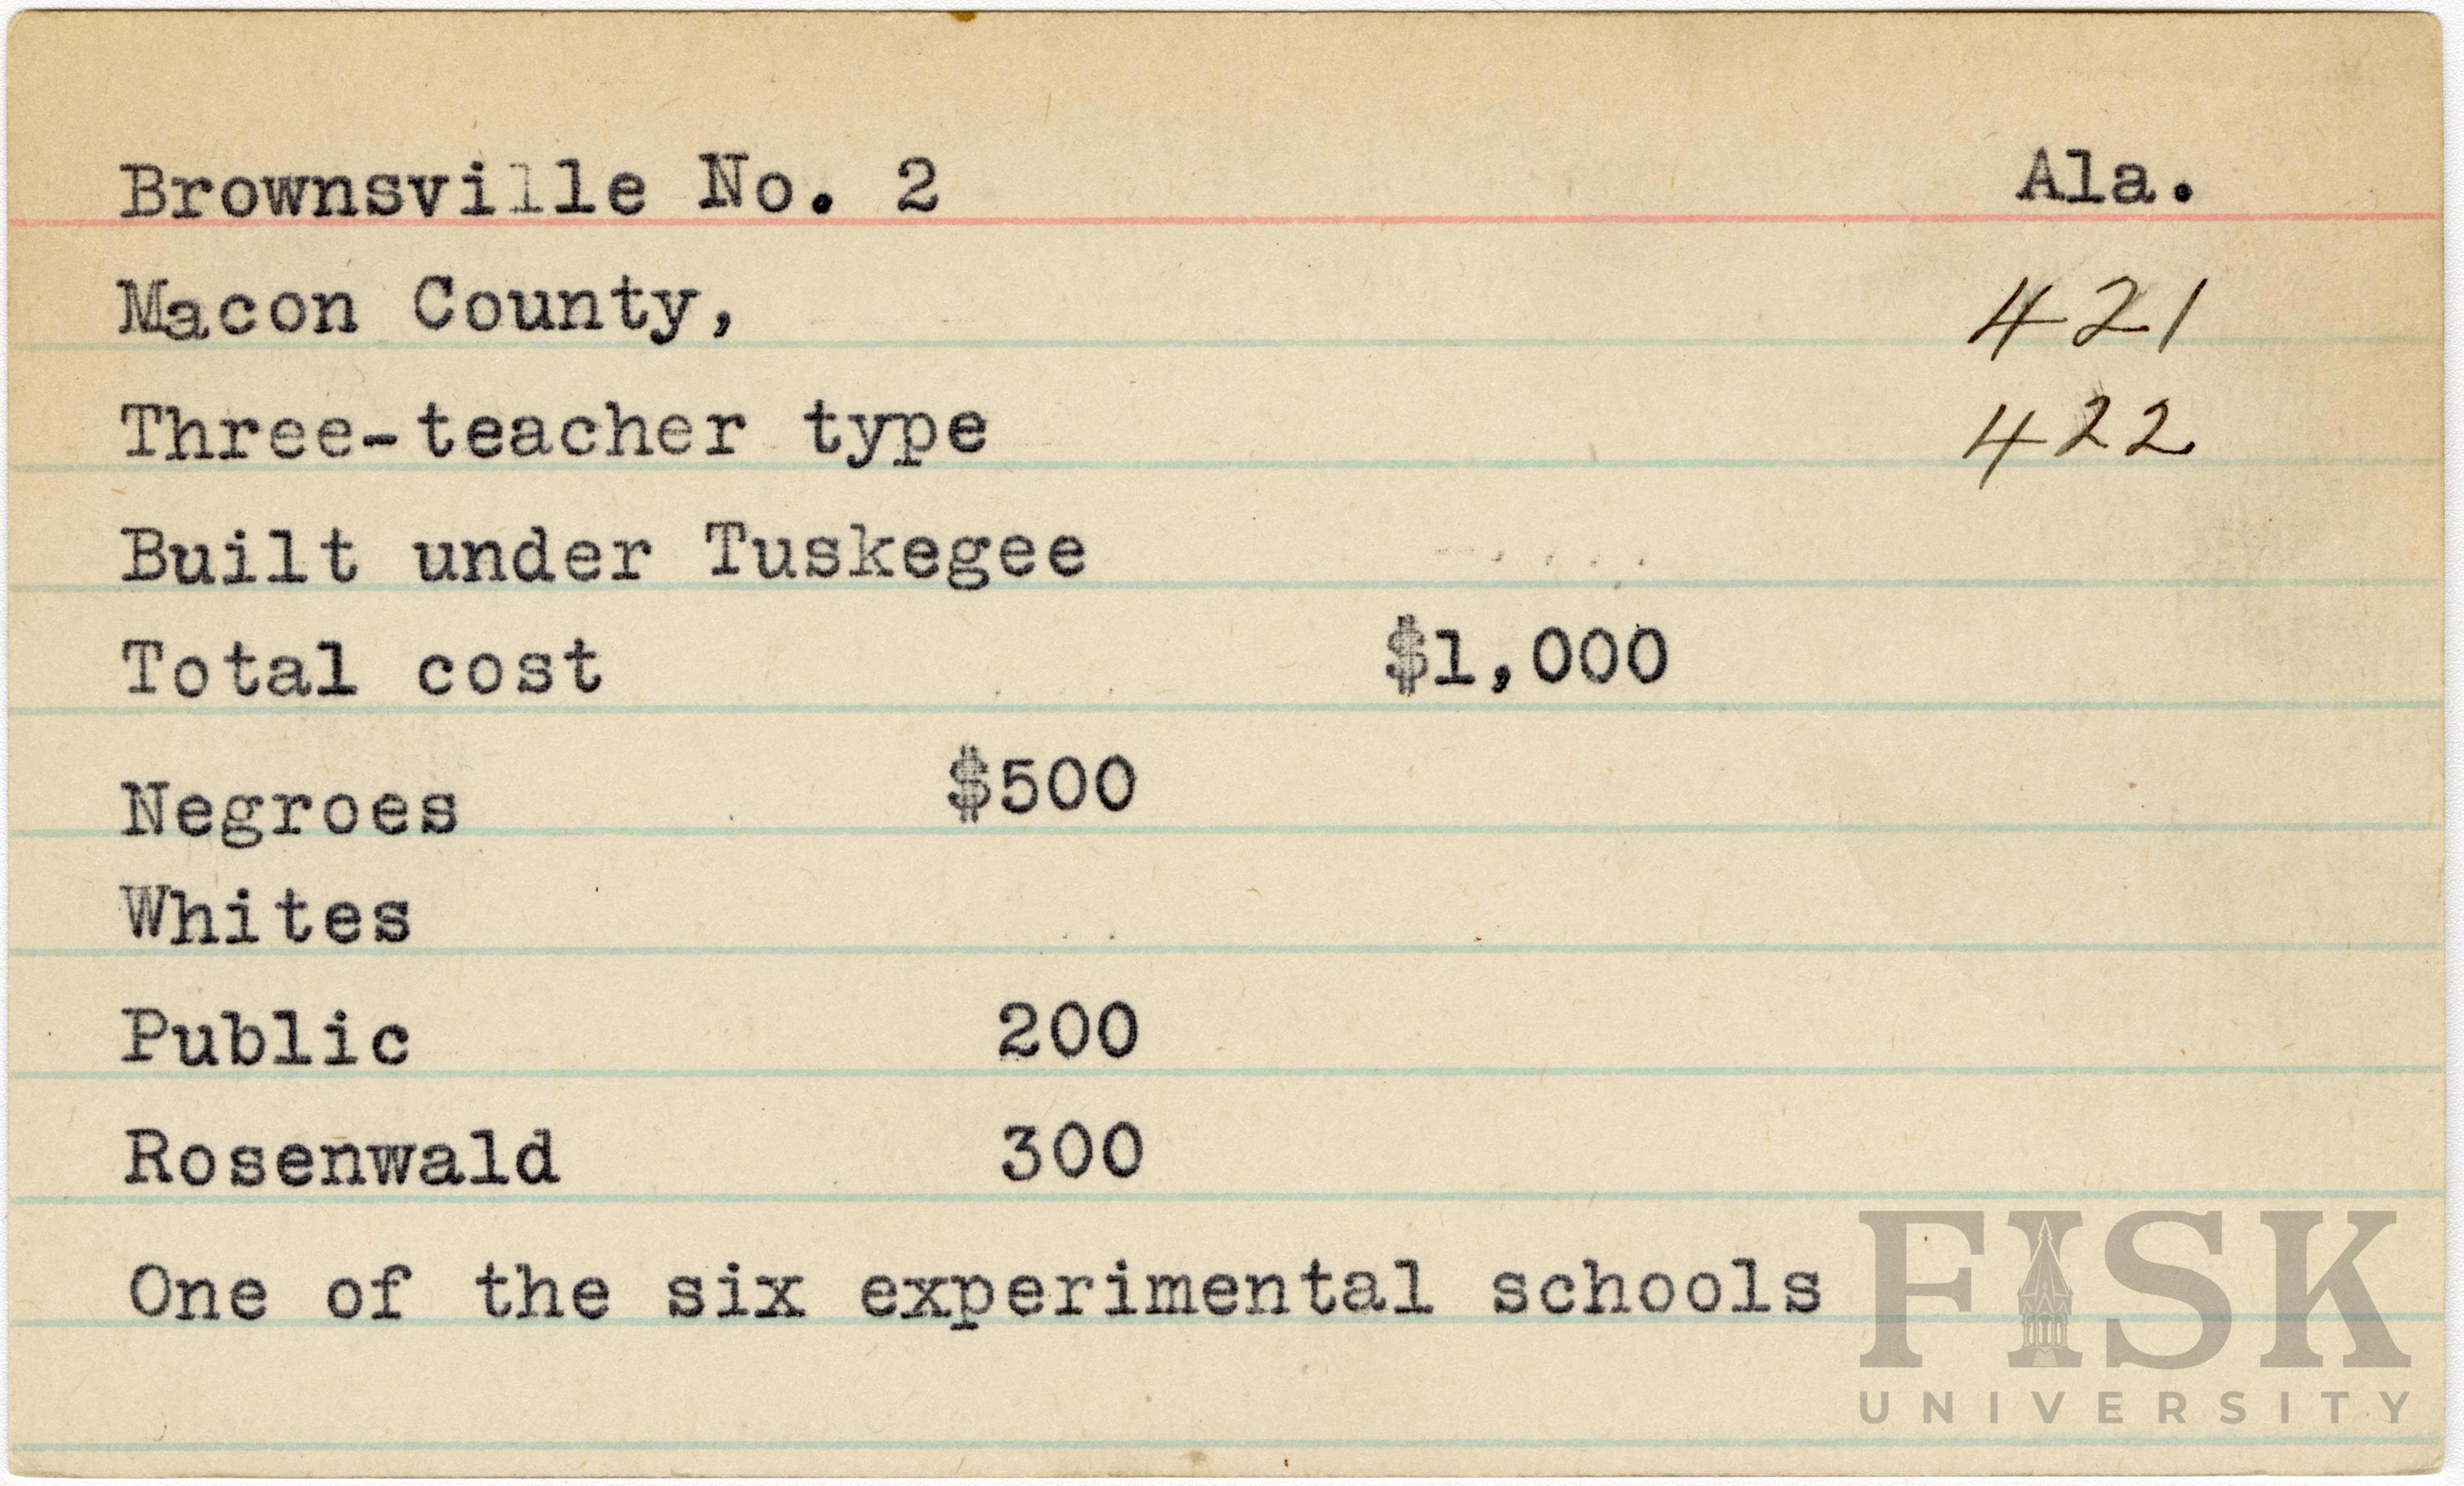 Brownsville No. 2 Ala.
Macon County, 421
Three-teacher type 422
Built under Tuskegee
Total cost $1,000
Negroes $500
Whites
Public 200
Rosenwald 300
One of the six experimental schools
FISK
UNIVERSITY